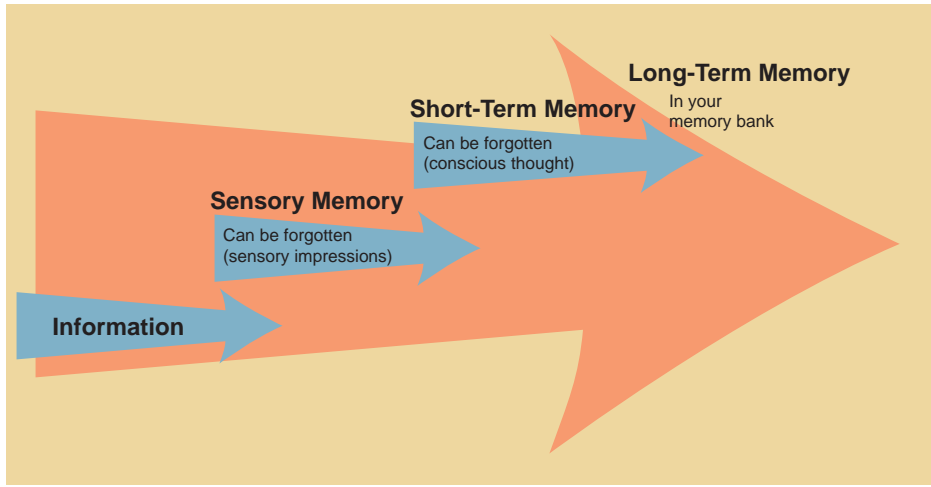 Long-Term Memory
In your
memory bank
Short-Term Memory
Can be forgotten
(conscious thought)
Sensory Memory
Can be forgotten
(sensory impressions)
Information